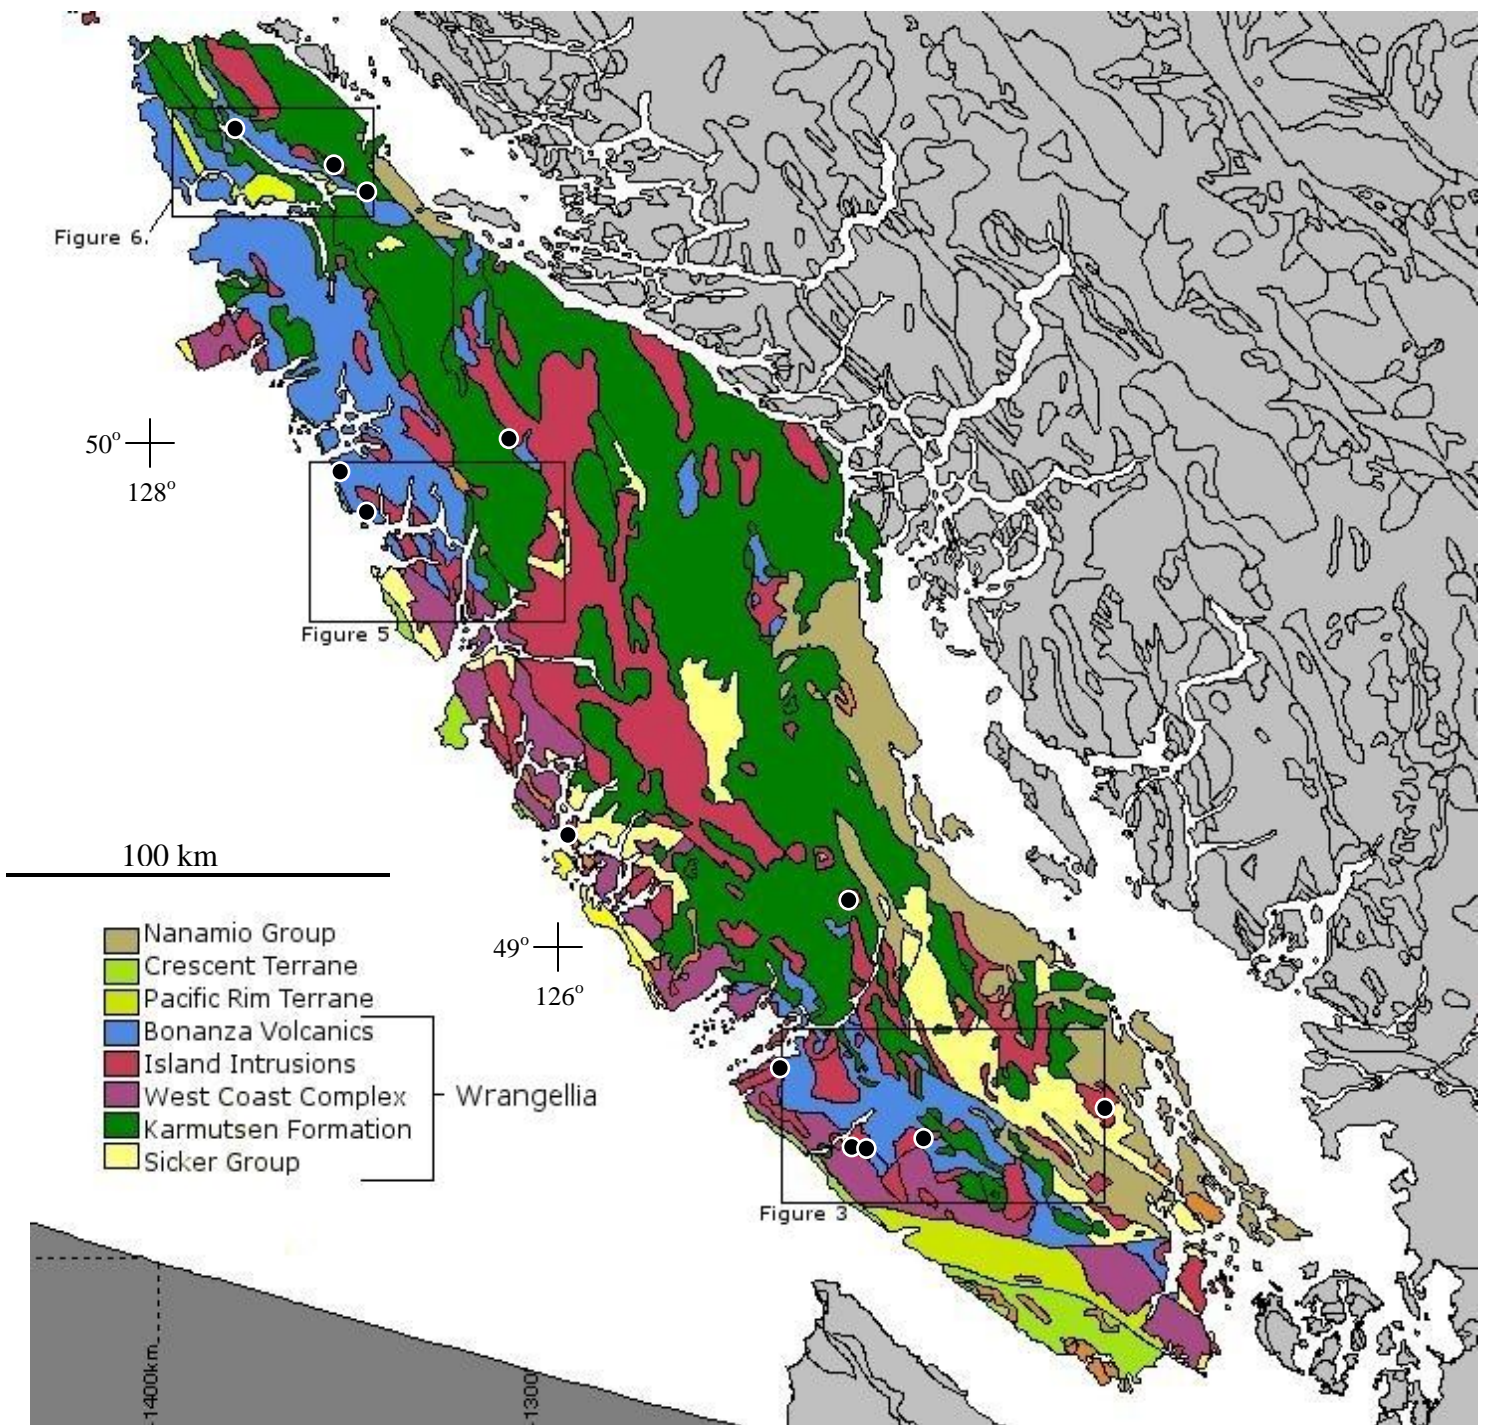 Figure 6.
50°
128°
Figure 5
100 km
49°
126°
Nanamio Group
Crescent Terrane
Pacific Rim Terrane
Bonanza Volcanics
Island Intrusions
West Coast Complex
Karmutsen Formation
Sicker Group
Wrangellia
Figure 3
-1400km
-1300